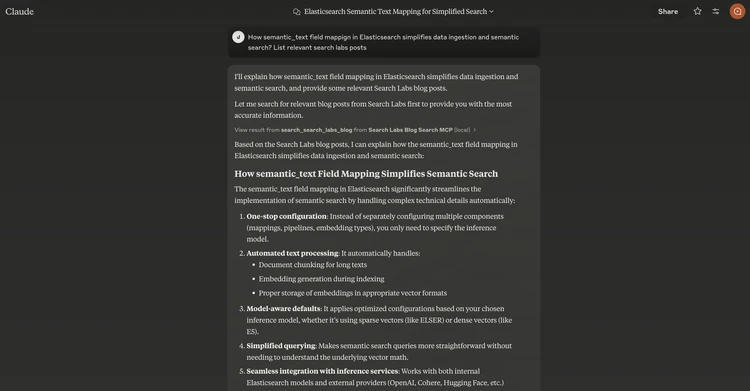 Claude
Elasticsearch Semantic Text Mapping for Simplified Search
Share
J
How semantic_text field mappign in Elasticsearch simplifies data ingestion and semantic
search? List relevant search labs posts
I'll explain how semantic_text field mapping in Elasticsearch simplifies data ingestion and
semantic search, and provide some relevant Search Labs blog posts.
Let me search for relevant blog posts from Search Labs first to provide you with the most
accurate information.
View result from search_search_labs_blog from Search Labs Blog Search MCP (local)
Based on the Search Labs blog posts, I can explain how the semantic_text field mapping in
Elasticsearch simplifies data ingestion and semantic search:
How semantic_text Field Mapping Simplifies Semantic Search
The semantic_text field mapping in Elasticsearch significantly streamlines the
implementation of semantic search by handling complex technical details automatically:
1. One-stop configuration: Instead of separately configuring multiple components
(mappings, pipelines, embedding types), you only need to specify the inference
model.
2. Automated text processing: It automatically handles:
• Document chunking for long texts
• Embedding generation during indexing
• Proper storage of embeddings in appropriate vector formats
3. Model-aware defaults: It applies optimized configurations based on your chosen
inference model, whether it's using sparse vectors (like ELSER) or dense vectors (like
E5).
4. Simplified querying: Makes semantic search queries more straightforward without
needing to understand the underlying vector math.
5. Seamless integration with inference services: Works with both internal
Elasticsearch models and external providers (OpenAI, Cohere, Hugging Face, etc.)